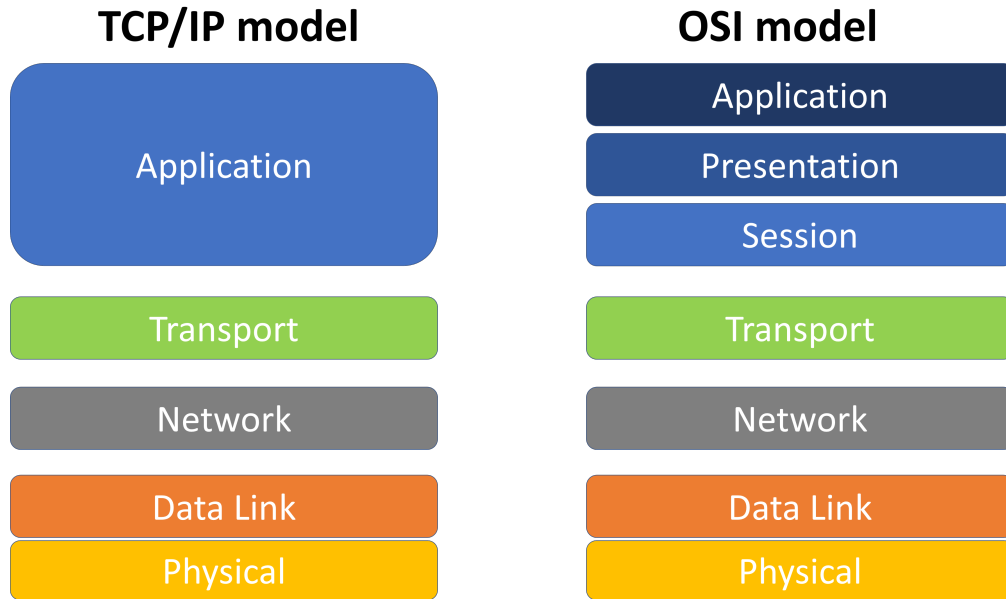 TCP/IP model
Application
Transport
Network
Data Link
Physical
OSI model
Application
Presentation
Session
Transport
Network
Data Link
Physical